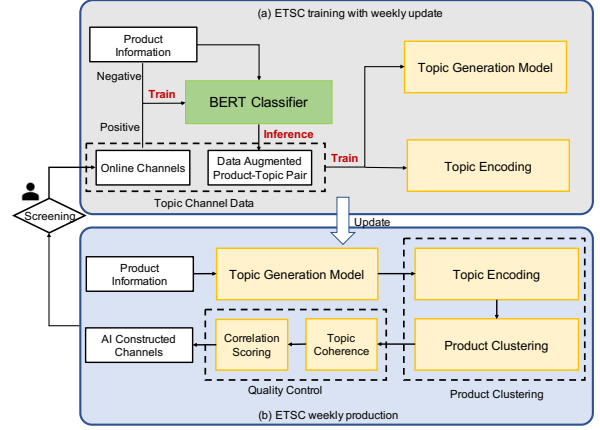 (a) ETSC training with weekly update
Product
Information
Negative
Train
Positive
BERT Classifier
Inference
Topic Generation Model
Online Channels
Data Augmented
Product-Topic Pair
Train
Topic Encoding
Topic Channel Data
Screening
Update
Product
Information
Topic Generation Model
Topic Encoding
AI Constructed
Channels
Correlation
Scoring
Topic
Coherence
Product Clustering
Quality Control
Product Clustering
(b) ETSC weekly production